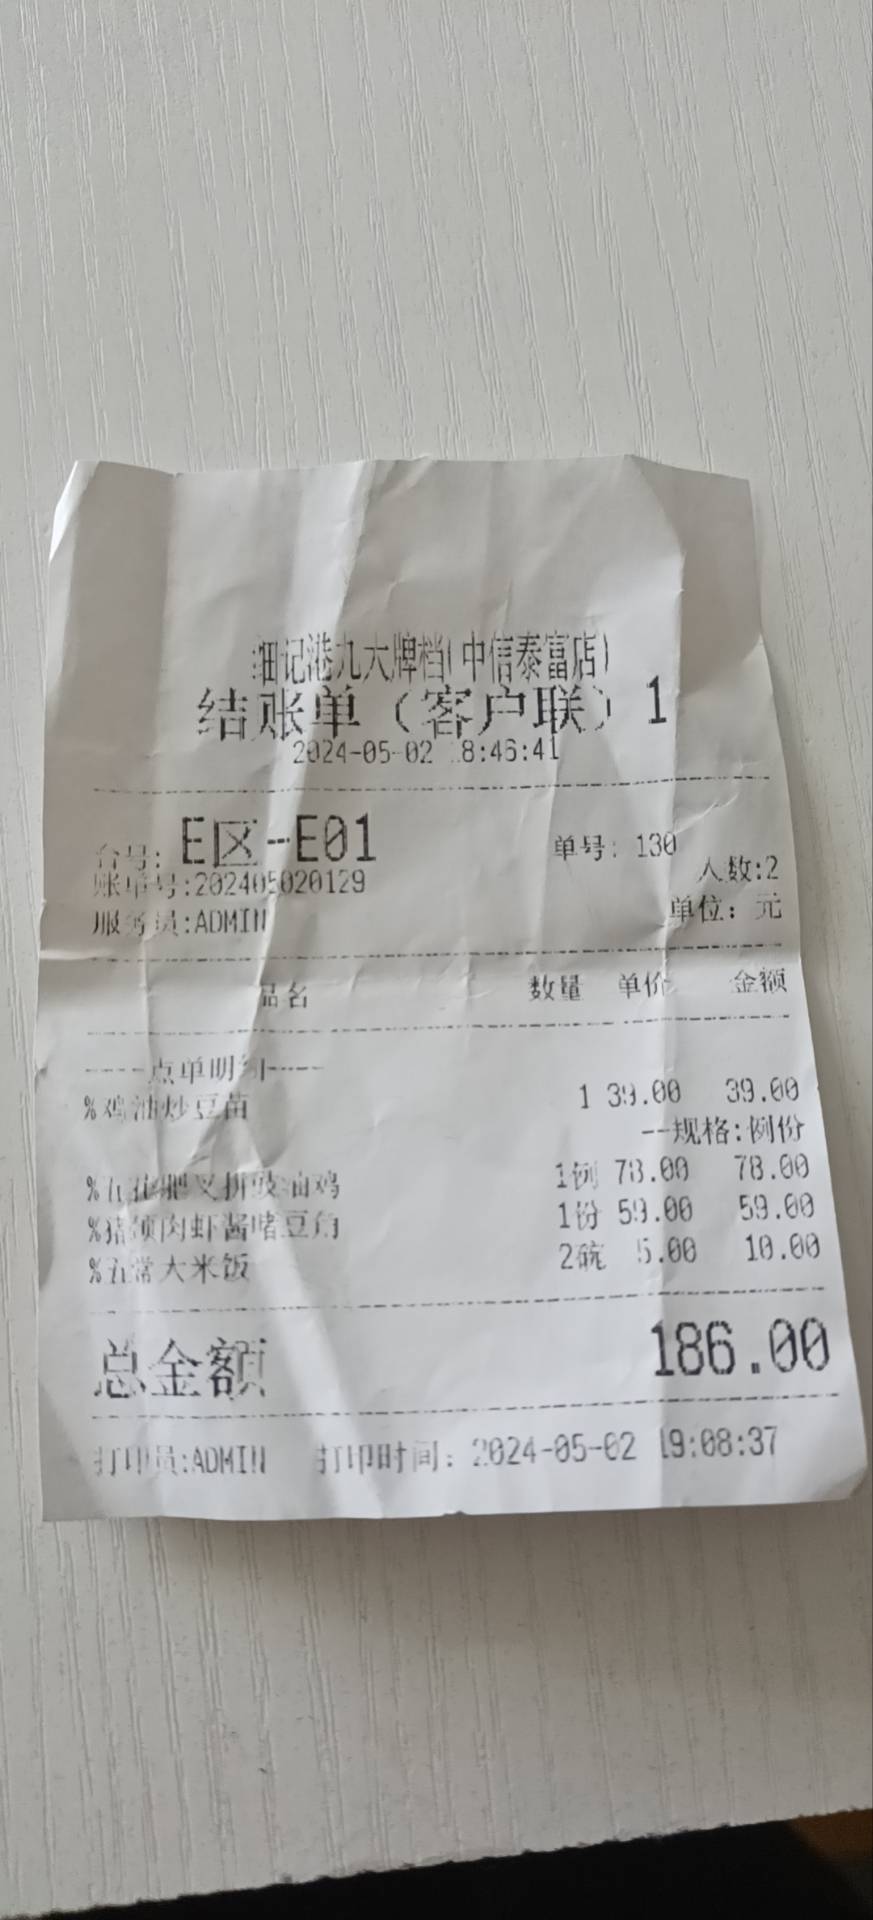 细记港九大牌档(中信泰富店)
结账单（客户联）1
2024-05-02 18:46:41
台号: E区-E01 单号: 130
账单号:202405020129 人数:2
服务员:ADMIN 单位: 元
品名 数量 单价 金额
----点单明细----
%鸡油炒豆苗 1 39.00 39.00
--规格:例份
%五花肥叉拼豉油鸡 1例 78.00 78.00
%猪颈肉虾酱啫豆角 1份 59.00 59.00
%五常大米饭 2碗 5.00 10.00
总金额 186.00
打印员:ADMIN 打印时间: 2024-05-02 19:08:37